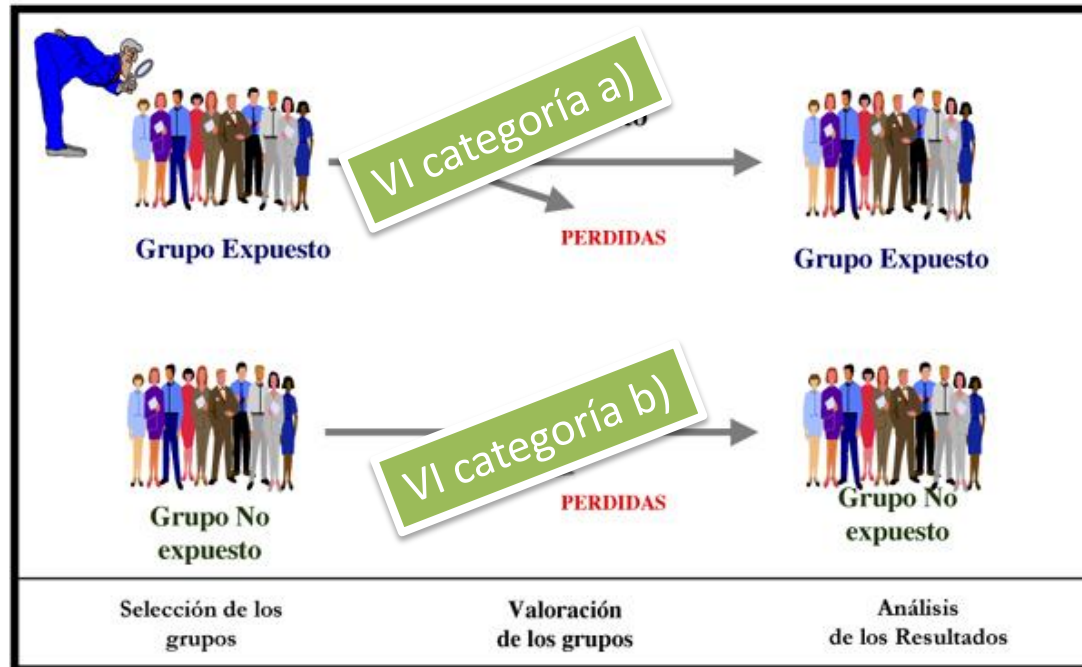 VI categoría a)
PERDIDAS
Grupo Expuesto
Grupo Expuesto
VI categoría b)
PERDIDAS
Grupo No
expuesto
Grupo No
expuesto
Selección de los
grupos
Valoración
de los grupos
Análisis
de los Resultados